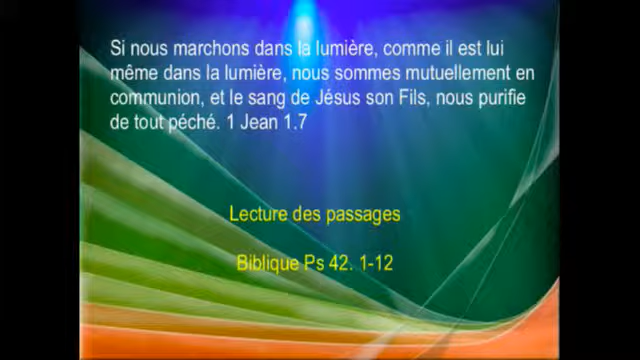 Si nous marchons dans la lumière, comme il est lui
même dans la lumière, nous sommes mutuellement en
communion, et le sang de Jésus son Fils, nous purifie
de tout péché. 1 Jean 1.7
Lecture des passages
Biblique Ps 42. 1-12